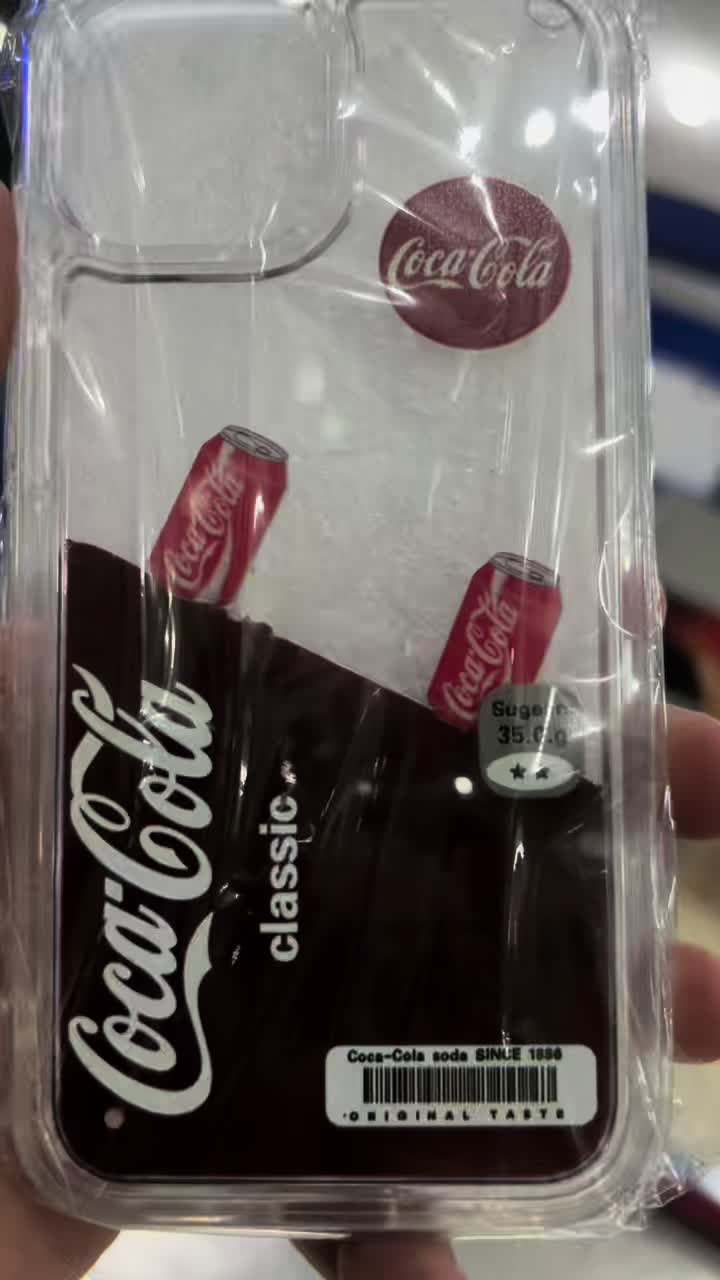 Coca-Cola
Coca-Cola
Coca-Cola
35.0.g
Coca-Cola
classic
Coca-Cola soda SINCE 1886
ORIGINAL TASTE